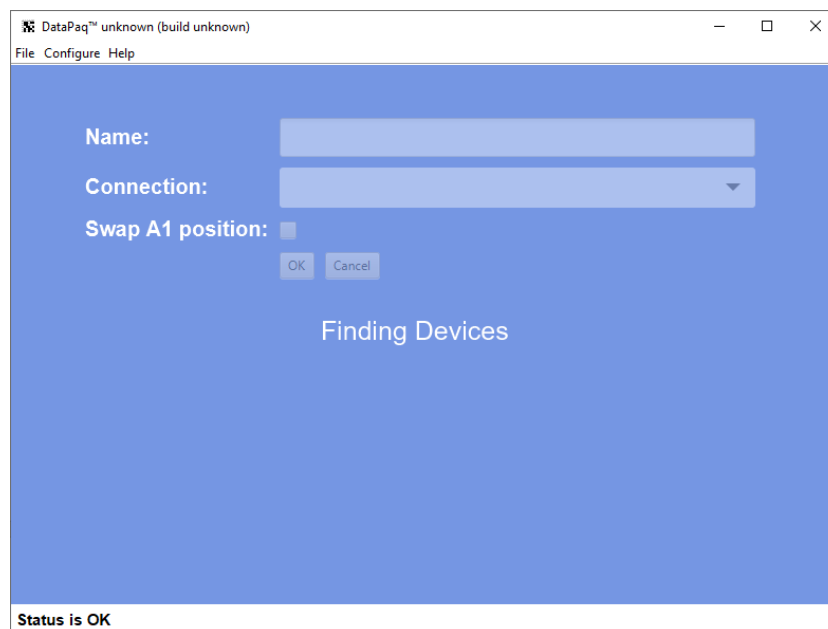 DataPaq™ unknown (build unknown)
File Configure Help
Name:
Connection:
Swap A1 position:
OK Cancel
Finding Devices
Status is OK